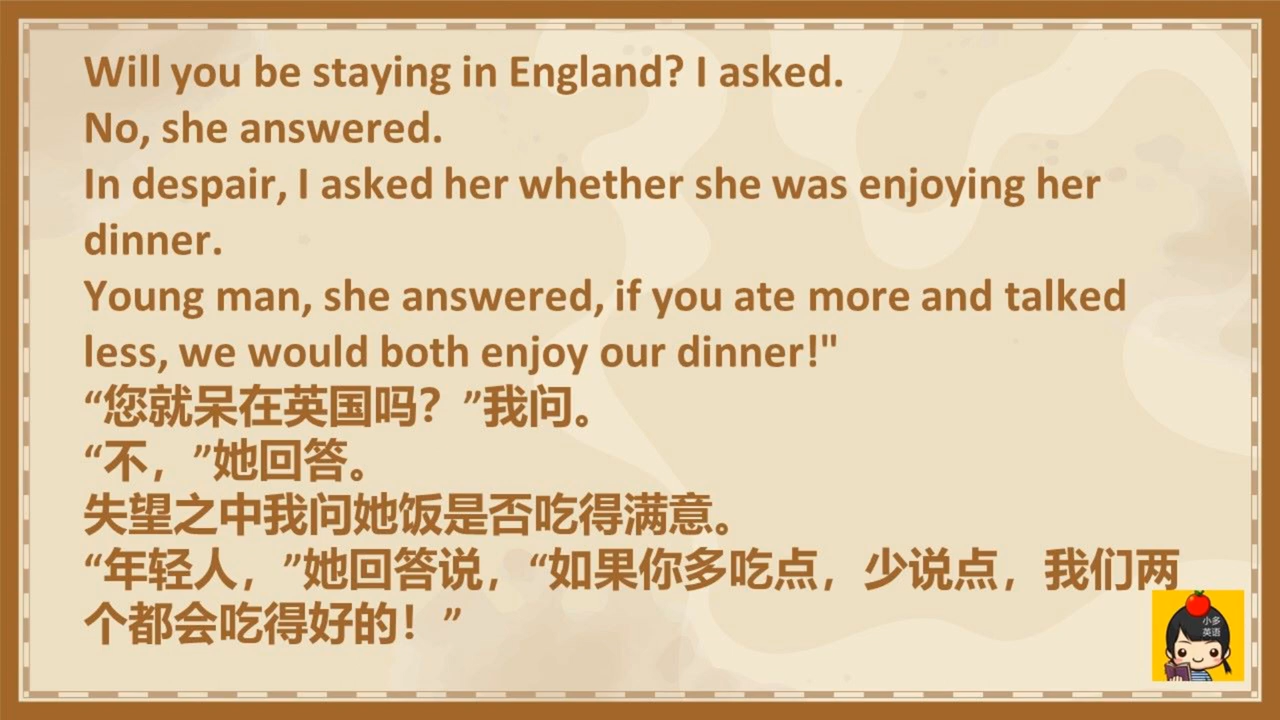 Will you be staying in England? I asked.
No, she answered.
In despair, I asked her whether she was enjoying her
dinner.
Young man, she answered, if you ate more and talked
less, we would both enjoy our dinner!"
“您就呆在英国吗？”我问。
“不，”她回答。
失望之中我问她饭是否吃得满意。
“年轻人，”她回答说，“如果你多吃点，少说点，我们两
个都会吃得好的！”
小多
英语